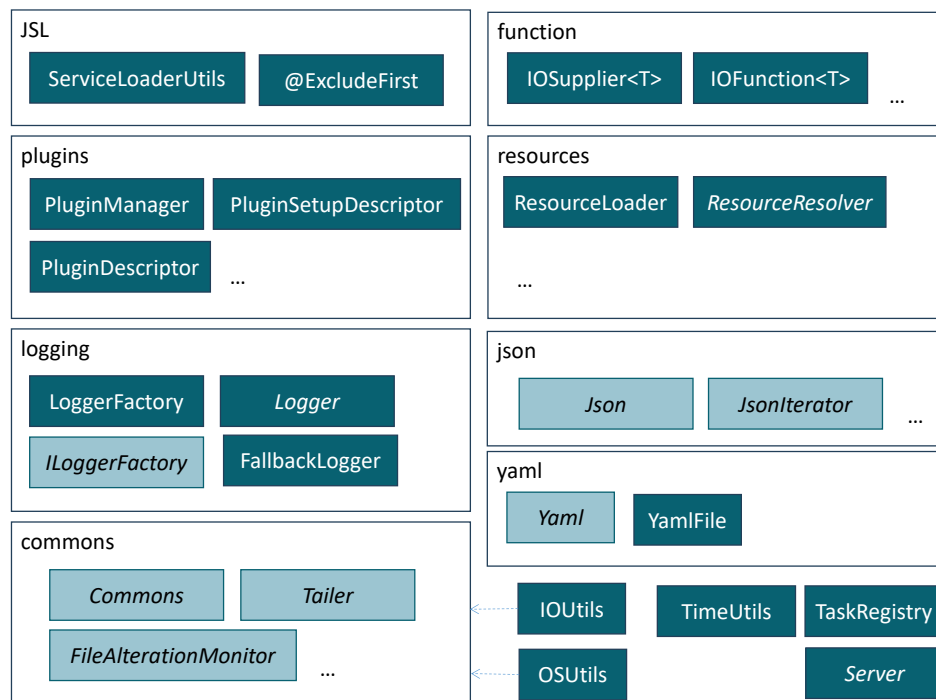 JSL
ServiceLoaderUtils
@ExcludeFirst
function
IOSupplier<T>
IOFunction<T>
...
plugins
PluginManager
PluginSetupDescriptor
PluginDescriptor
...
resources
ResourceLoader
ResourceResolver
...
logging
LoggerFactory
Logger
ILoggerFactory
FallbackLogger
json
Json
JsonIterator
...
yaml
Yaml
YamlFile
commons
Commons
Tailer
FileAlterationMonitor
...
IOUtils
TimeUtils
TaskRegistry
OSUtils
Server